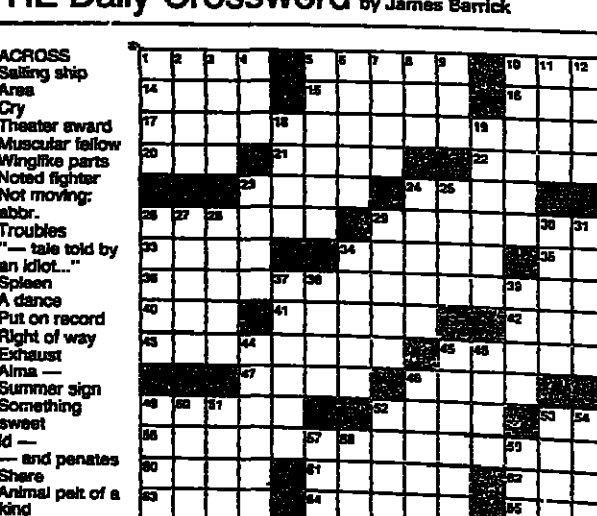 HE Daily Crossword by James Barrick
ACROSS
Sailing ship
Area
Cry
Theater award
Muscular fellow
Winglike parts
Noted fighter
Not moving:
abbr.
Troubles
"— tale told by
an idiot..."
Spleen
A dance
Put on record
Right of way
Exhaust
Alma —
Summer sign
Something
sweet
Id —
— and penates
Share
Animal pelt of a
kind
1 2 3 4 5 6 7 8 9 10 11 12
14 15 16
17 18 19
20 21 22
23 24 25
26 27 28 29 30 31
33 34 35
36 37 38 39
40 41 42
43 44 45 46
47 48
49 50 51 52 53 54
56 57 58 59
60 61 62
63 64 65